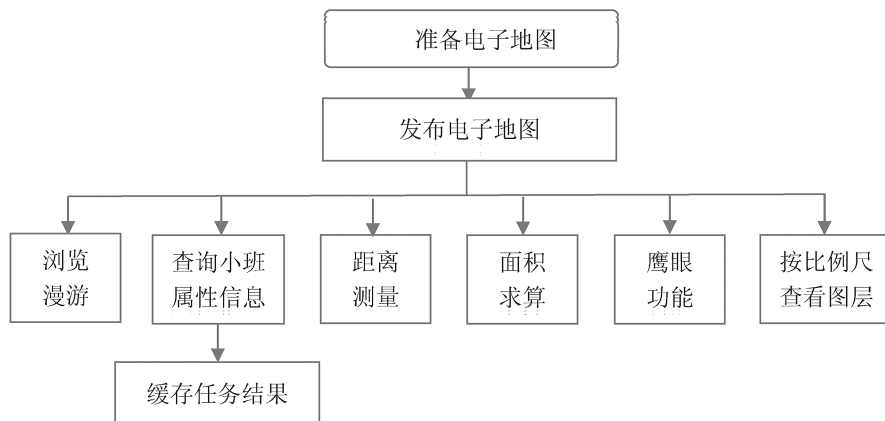 准备电子地图
发布电子地图
浏览
漫游
查询小班
属性信息
距离
测量
面积
求算
鹰眼
功能
按比例尺
查看图层
缓存任务结果